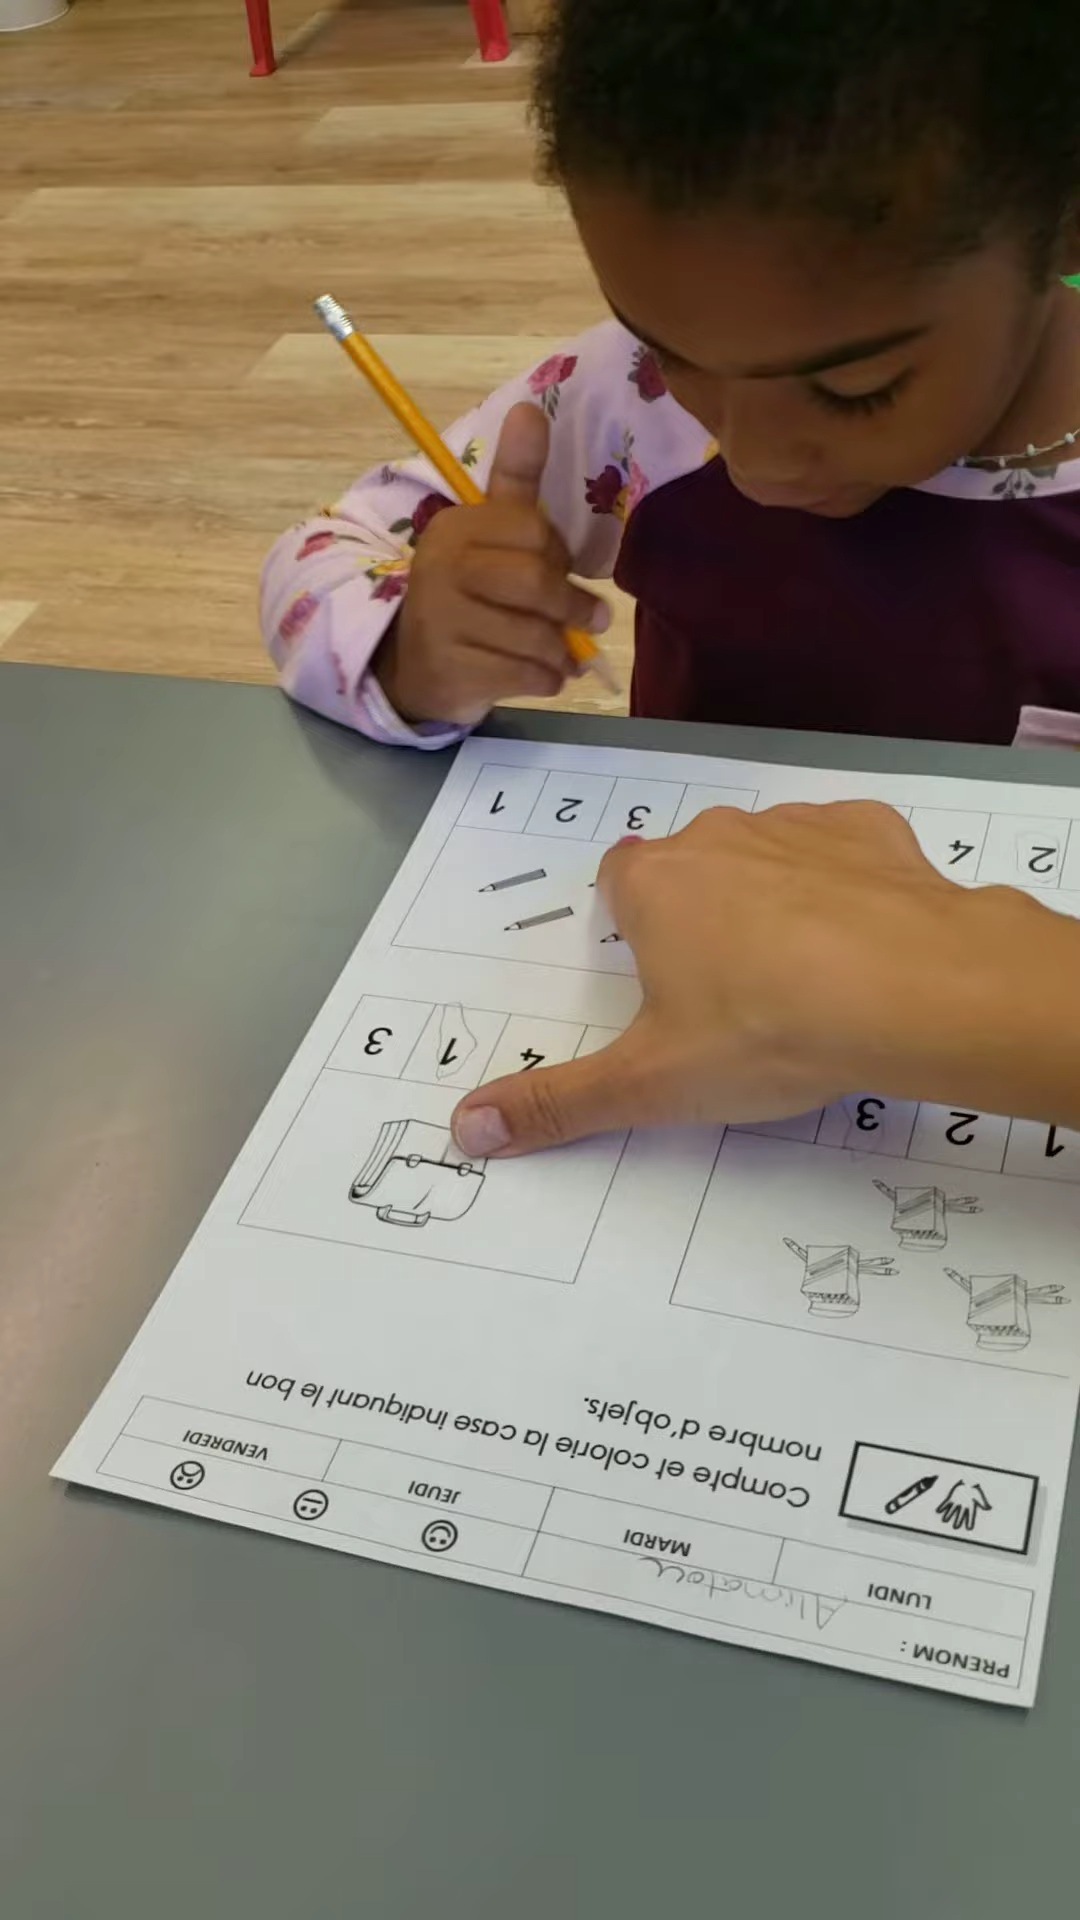 PRENOM :
Alimatou
LUNDI MARDI JEUDI VENDREDI
Compte et colorie la case indiquant le bon
nombre d'objets.
1 2 3
4 1 3
2 4
3 2 1